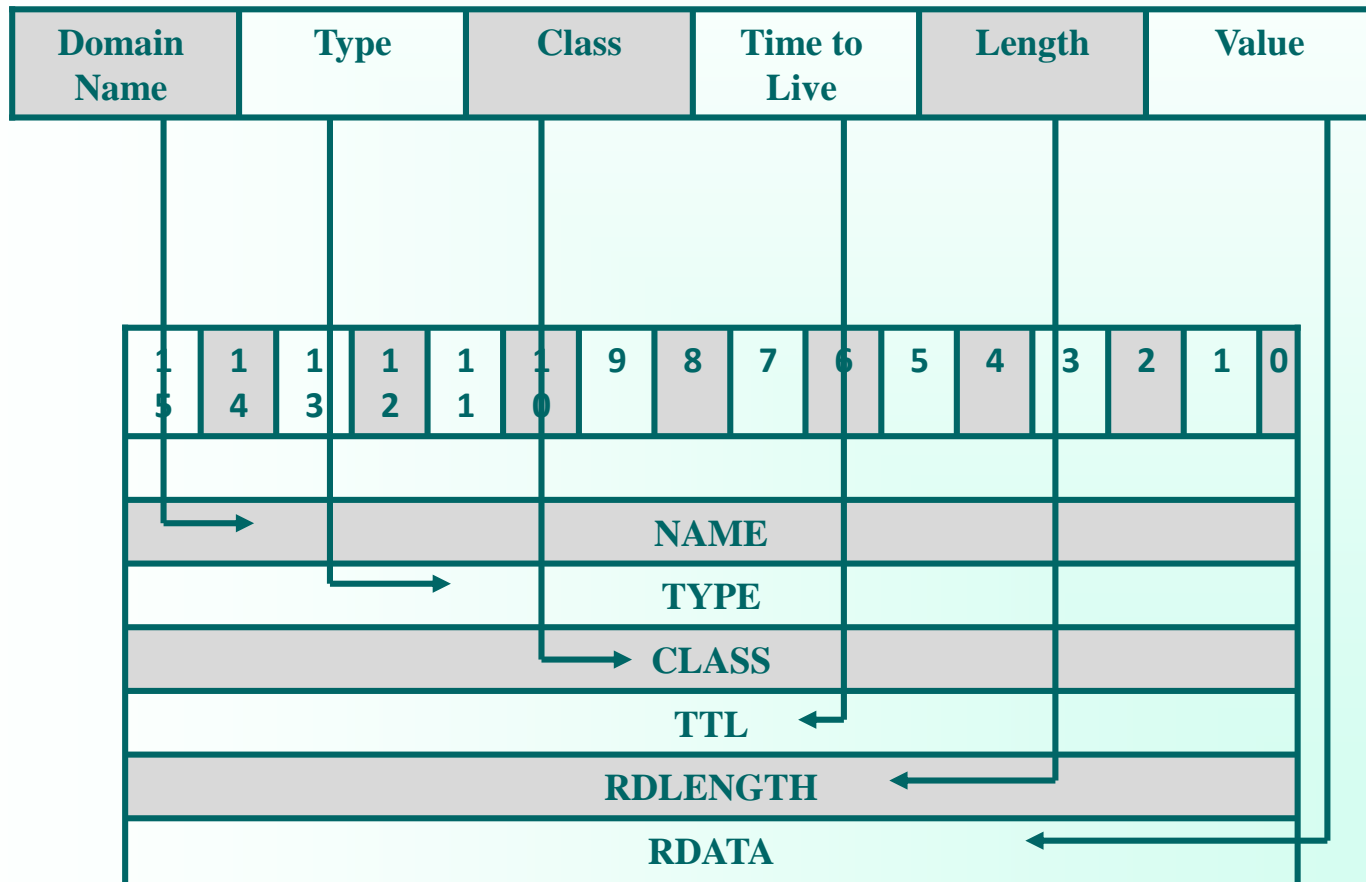 Domain Type Class Time to Length Value
Name Live
1 1 1 1 1 1 9 8 7 6 5 4 3 2 1 0
5 4 3 2 1 0
NAME
TYPE
CLASS
TTL
RDLENGTH
RDATA